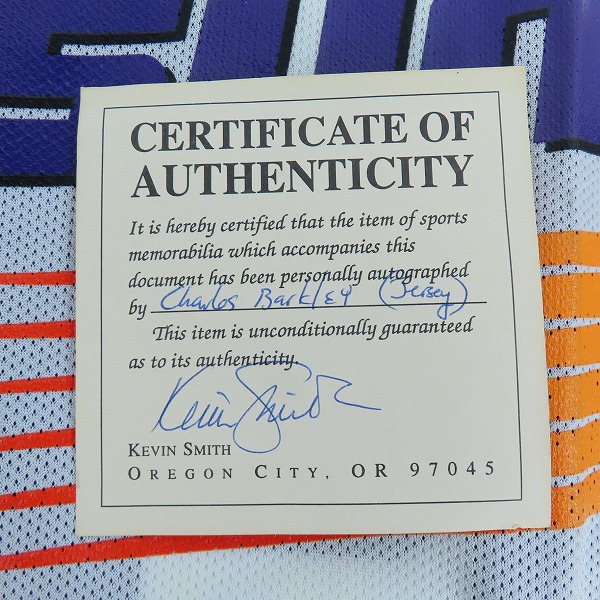 CERTIFICATE OF
AUTHENTICITY
It is hereby certified that the item of sports
memorabilia which accompanies this
document has been personally autographed
by Charles Barkley (Jersey)
This item is unconditionally guaranteed
as to its authenticity.
Kevin Smith
KEVIN SMITH
OREGON CITY, OR 97045